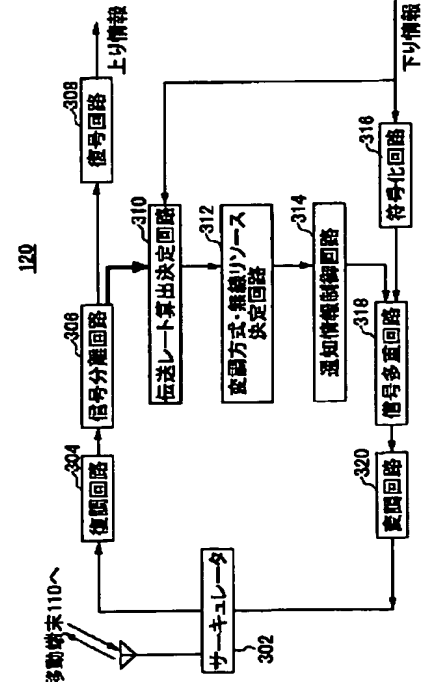 120
移動端末110へ
サーキュレータ
302
304
復調回路
306
信号分離回路
308
復号回路
上り情報
310
伝送レート算出決定回路
312
変調方式・無線リソース
決定回路
314
通知情報制御回路
316
符号化回路
下り情報
318
信号多重回路
320
変調回路